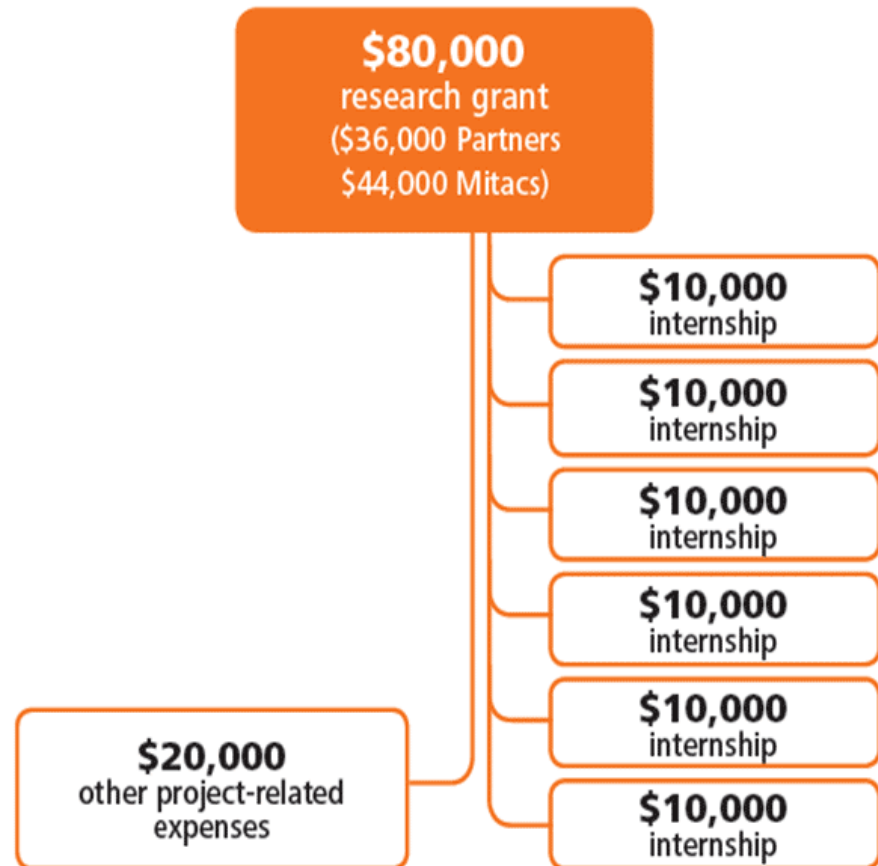 $80,000
research grant
($36,000 Partners
$44,000 Mitacs)
$10,000
internship
$10,000
internship
$10,000
internship
$10,000
internship
$10,000
internship
$10,000
internship
$20,000
other project-related
expenses